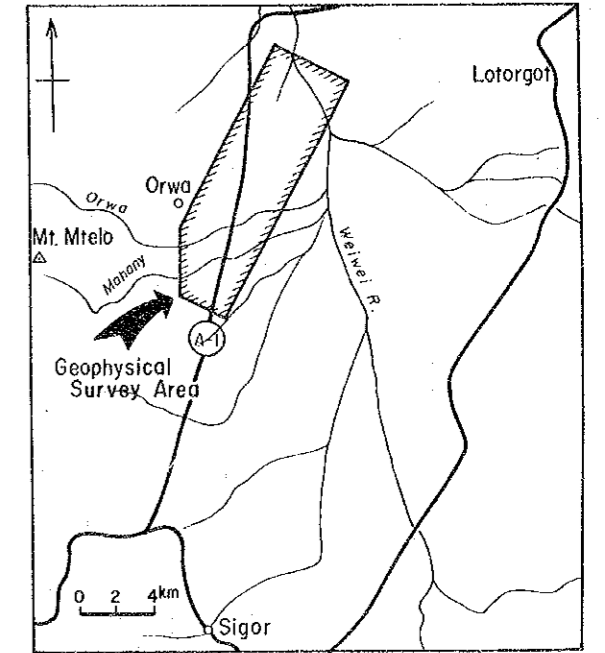 Lotorgot
Orwa
Orwa
Mt. Mtelo
Mahany
Weiwei R.
A-1
Geophysical
Survey Area
0 2 4km
Sigor